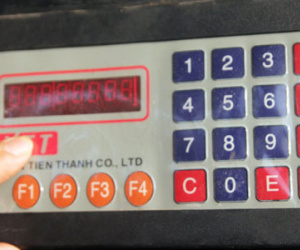 1 2 3
4 5 6
7 8 9
C 0 E
TIEN THANH CO., LTD
F1 F2 F3 F4